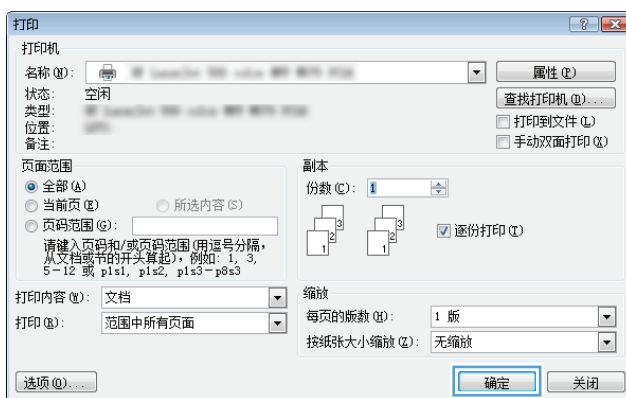 打印
打印机
名称(N):
属性(P)
状态: 空闲
查找打印机(D)...
类型:
位置:
打印到文件(L)
备注:
手动双面打印(X)
页面范围
全部(A)
当前页(E) 所选内容(S)
页码范围(G):
请键入页码和/或页码范围(用逗号分隔,
从文档或节的开头算起),例如: 1, 3,
5-12 或 p1s1, p1s2, p1s3-p8s3
副本
份数(C): 1
1 2 3 1 2 3
逐份打印(T)
打印内容(W): 文档
打印(R): 范围中所有页面
缩放
每页的版数(H): 1 版
按纸张大小缩放(Z): 无缩放
选项(O)...
确定
关闭